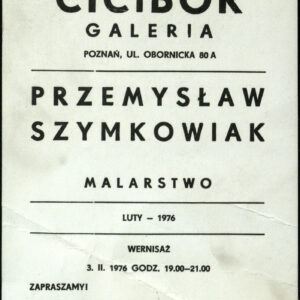 CICIBÓR
GALERIA
POZNAŃ, UL. OBORNICKA 80 A
PRZEMYSŁAW
SZYMKOWIAK
MALARSTWO
LUTY – 1976
WERNISAŻ
3. II. 1976 GODZ. 19.00–21.00
ZAPRASZAMY!